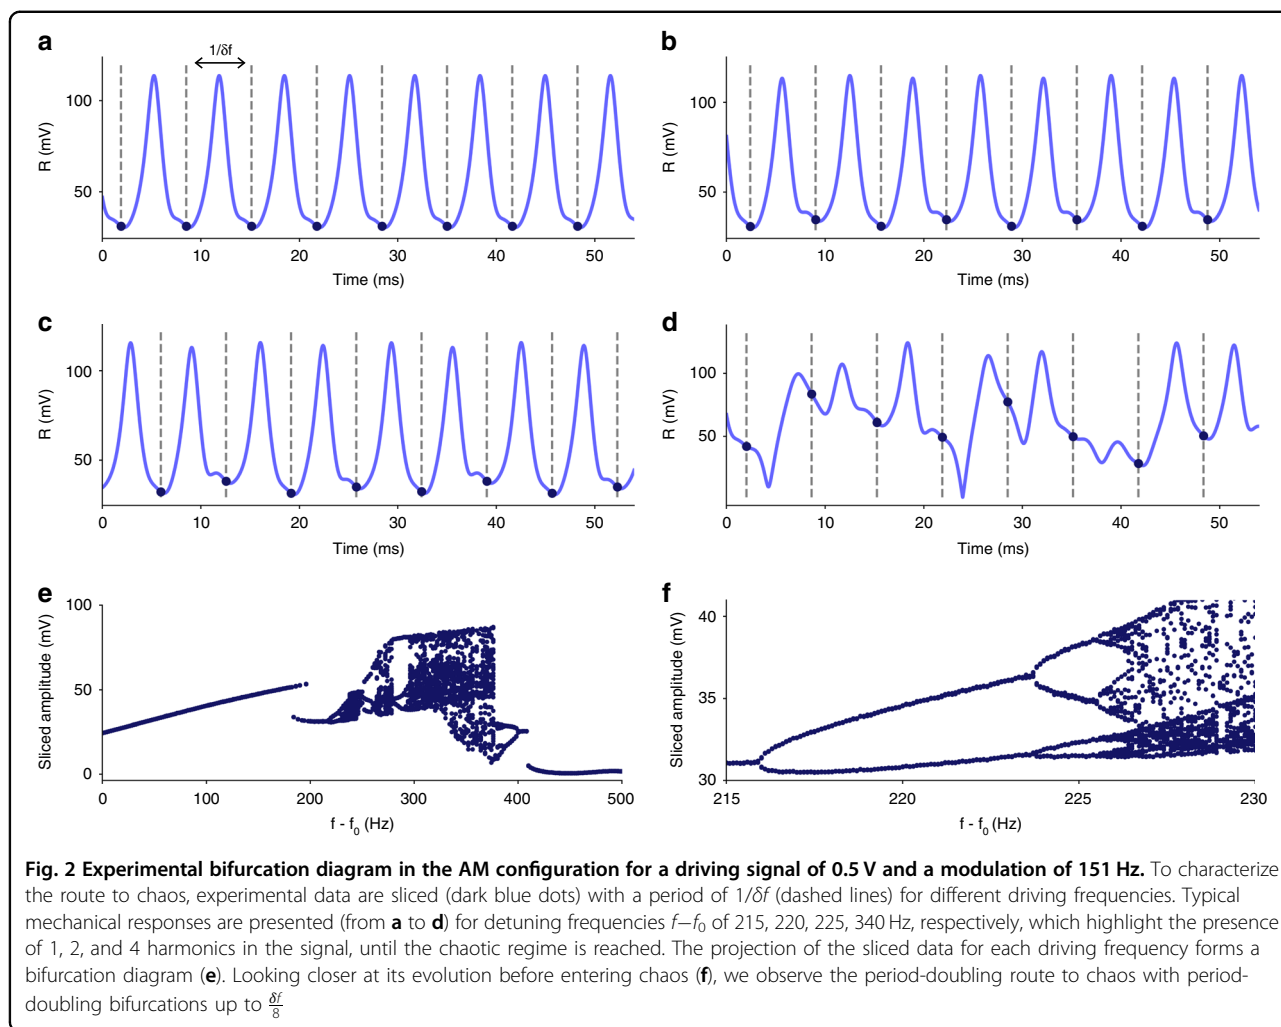 a
1/δf
R (mV)
100
50
0 10 20 30 40 50
Time (ms)
b
R (mV)
100
50
0 10 20 30 40 50
Time (ms)
c
R (mV)
100
50
0 10 20 30 40 50
Time (ms)
d
R (mV)
100
50
0 10 20 30 40 50
Time (ms)
e
Sliced amplitude (mV)
100
50
0
0 100 200 300 400 500
f - f₀ (Hz)
f
Sliced amplitude (mV)
40
35
30
215 220 225 230
f - f₀ (Hz)
Fig. 2 Experimental bifurcation diagram in the AM configuration for a driving signal of 0.5 V and a modulation of 151 Hz. To characterize
the route to chaos, experimental data are sliced (dark blue dots) with a period of 1/δf (dashed lines) for different driving frequencies. Typical
mechanical responses are presented (from a to d) for detuning frequencies f–f₀ of 215, 220, 225, 340 Hz, respectively, which highlight the presence
of 1, 2, and 4 harmonics in the signal, until the chaotic regime is reached. The projection of the sliced data for each driving frequency forms a
bifurcation diagram (e). Looking closer at its evolution before entering chaos (f), we observe the period-doubling route to chaos with period-
doubling bifurcations up to δf/8